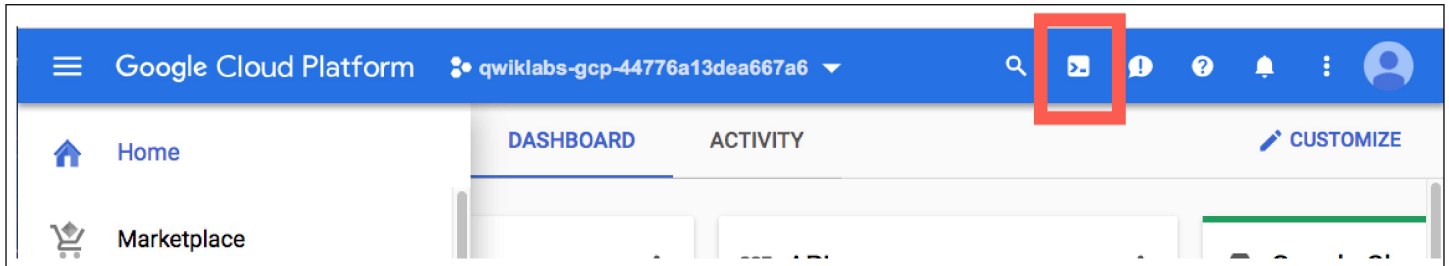 Google Cloud Platform qwiklabs-gcp-44776a13dea667a6
Home DASHBOARD ACTIVITY CUSTOMIZE
Marketplace